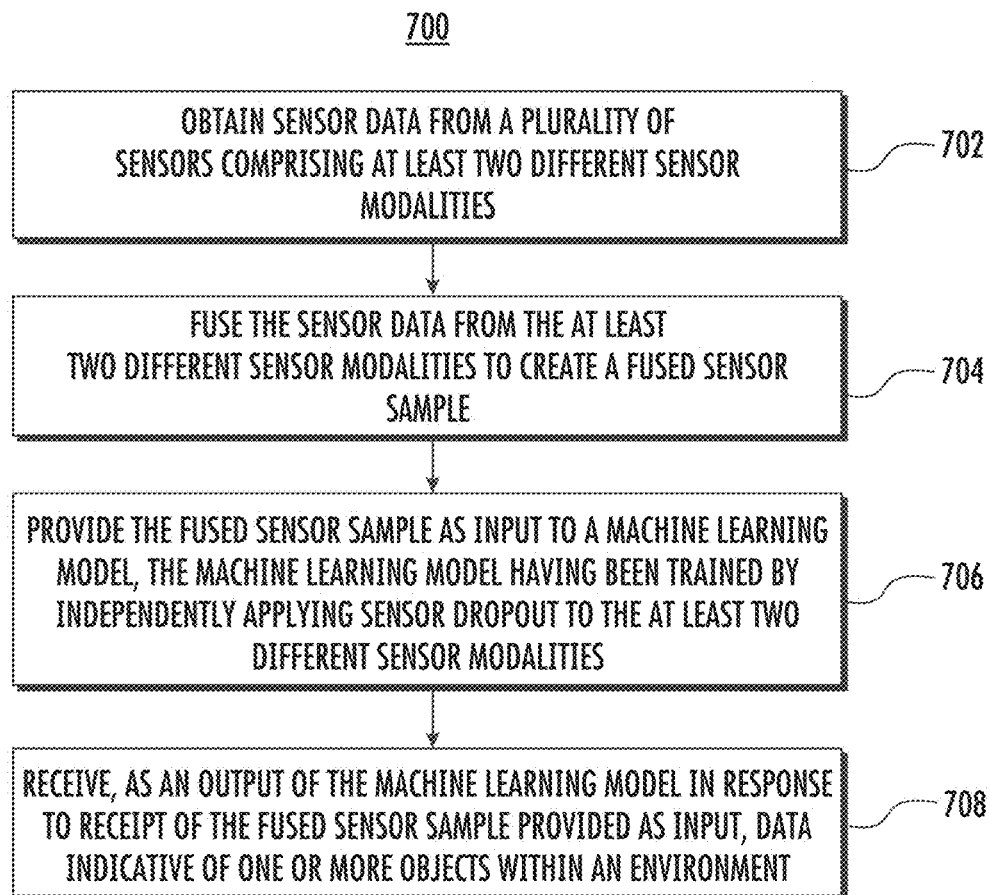 700
OBTAIN SENSOR DATA FROM A PLURALITY OF
SENSORS COMPRISING AT LEAST TWO DIFFERENT SENSOR
MODALITIES
702
FUSE THE SENSOR DATA FROM THE AT LEAST
TWO DIFFERENT SENSOR MODALITIES TO CREATE A FUSED SENSOR
SAMPLE
704
PROVIDE THE FUSED SENSOR SAMPLE AS INPUT TO A MACHINE LEARNING
MODEL, THE MACHINE LEARNING MODEL HAVING BEEN TRAINED BY
INDEPENDENTLY APPLYING SENSOR DROPOUT TO THE AT LEAST TWO
DIFFERENT SENSOR MODALITIES
706
RECEIVE, AS AN OUTPUT OF THE MACHINE LEARNING MODEL IN RESPONSE
TO RECEIPT OF THE FUSED SENSOR SAMPLE PROVIDED AS INPUT, DATA
INDICATIVE OF ONE OR MORE OBJECTS WITHIN AN ENVIRONMENT
708